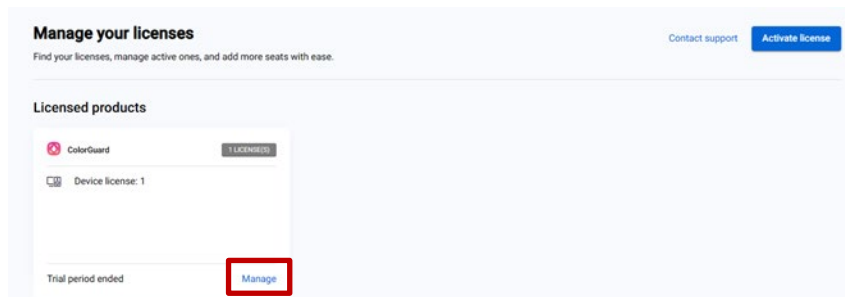 Manage your licenses
Contact support
Activate license
Find your licenses, manage active ones, and add more seats with ease.
Licensed products
ColorGuard
1 LICENSE(S)
Device license: 1
Trial period ended
Manage